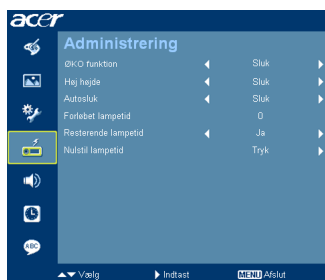 acer
Administrering
ØKO funktion Sluk
Høj højde Sluk
Autosluk Sluk
Forløbet lampetid 0
Resterende lampetid Ja
Nulstil lampetid Tryk
ABC
Vælg Indtast MENU Afslut